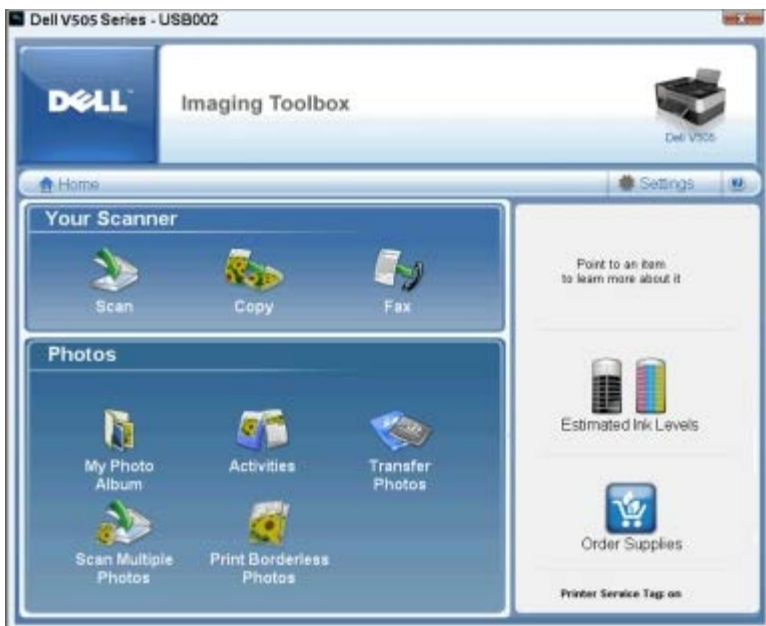 Dell V505 Series - USB002
DELL
Imaging Toolbox
Dell V505
Home
Settings
Your Scanner
Scan
Copy
Fax
Point to an item
to learn more about it
Photos
My Photo
Album
Activities
Transfer
Photos
Scan Multiple
Photos
Print Borderless
Photos
Estimated Ink Levels
Order Supplies
Printer Service Tag: on